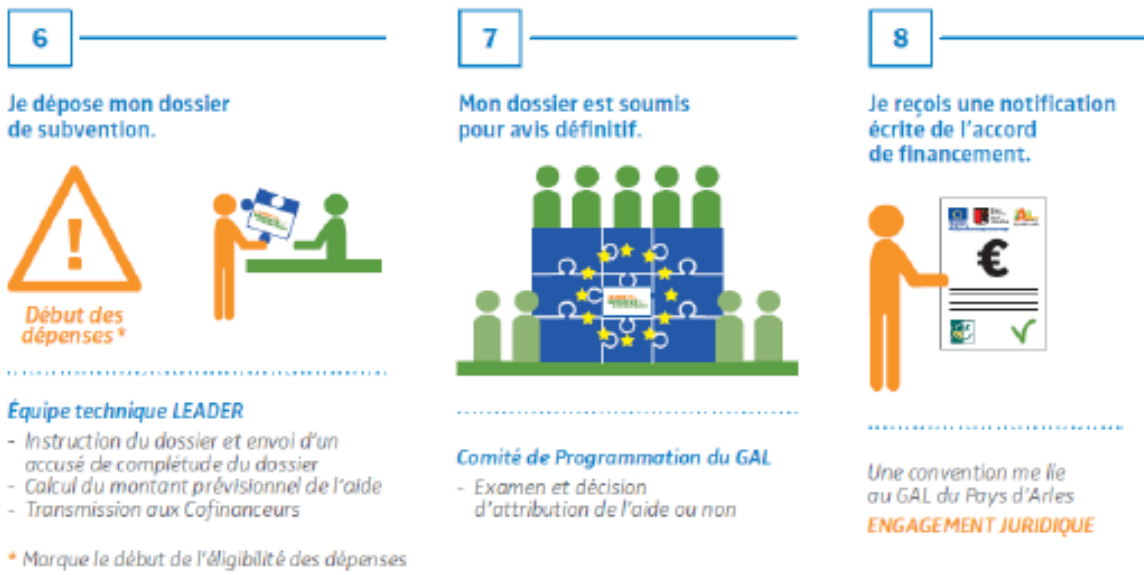 6
Je dépose mon dossier
de subvention.
!
Début des
dépenses *
Équipe technique LEADER
- Instruction du dossier et envoi d'un
accusé de complétude du dossier
- Calcul du montant prévisionnel de l'aide
- Transmission aux Cofinanceurs
* Marque le début de l'éligibilité des dépenses
7
Mon dossier est soumis
pour avis définitif.
Comité de Programmation du GAL
- Examen et décision
d'attribution de l'aide ou non
8
Je reçois une notification
écrite de l'accord
de financement.
€
Une convention me lie
au GAL du Pays d'Arles
ENGAGEMENT JURIDIQUE